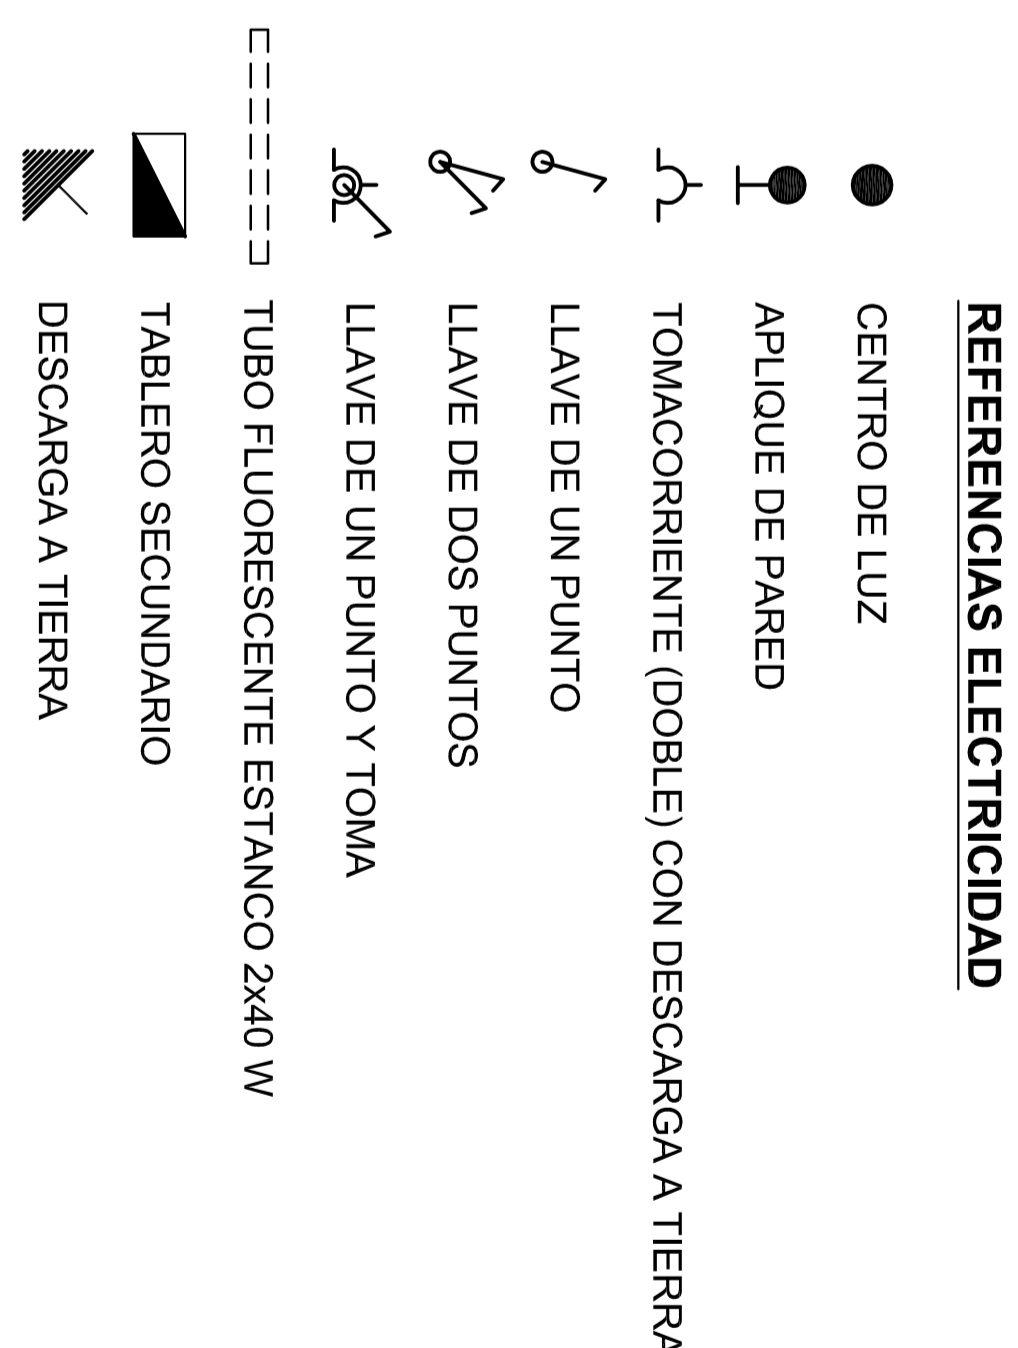 REFERENCIAS ELECTRICIDAD
CENTRO DE LUZ
APLIQUE DE PARED
TOMACORRIENTE (DOBLE) CON DESCARGA A TIERRA
LLAVE DE UN PUNTO
LLAVE DE DOS PUNTOS
LLAVE DE UN PUNTO Y TOMA
TUBO FLUORESCENTE ESTANCO 2x40 W
TABLERO SECUNDARIO
DESCARGA A TIERRA